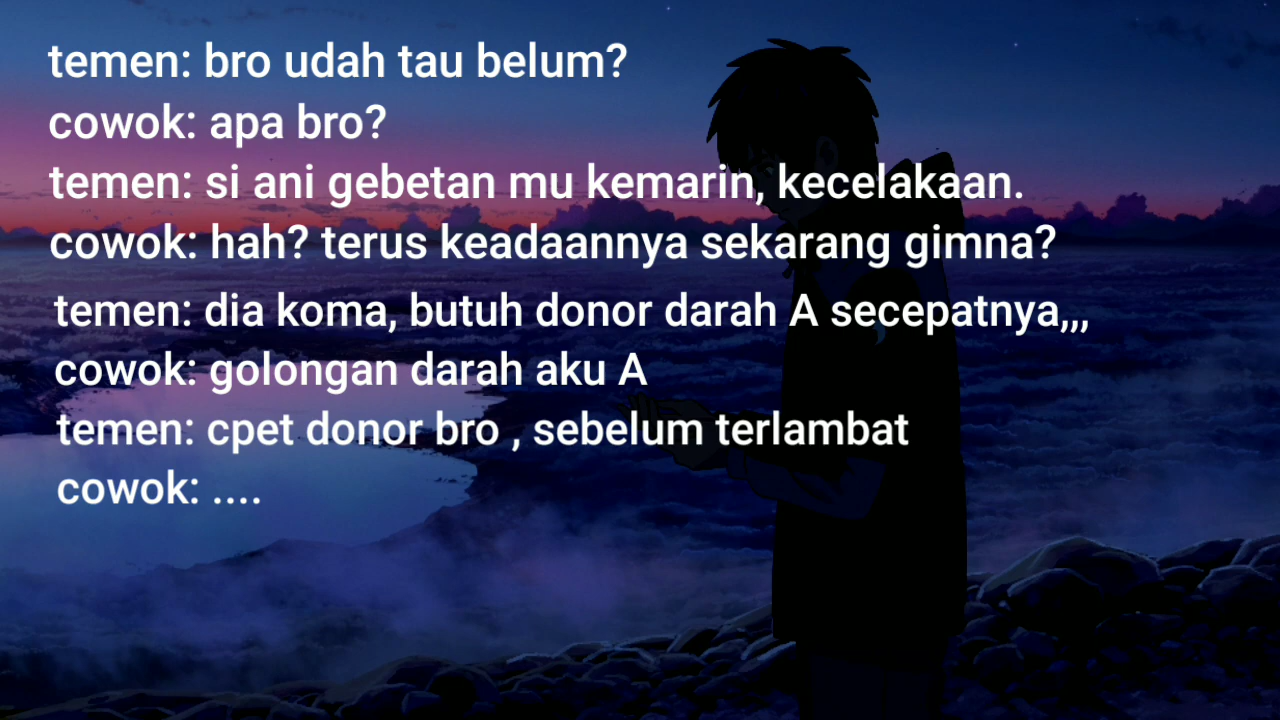 temen: bro udah tau belum?
cowok: apa bro?
temen: si ani gebetan mu kemarin, kecelakaan.
cowok: hah? terus keadaannya sekarang gimna?
temen: dia koma, butuh donor darah A secepatnya,,,
cowok: golongan darah aku A
temen: cpet donor bro , sebelum terlambat
cowok: ....